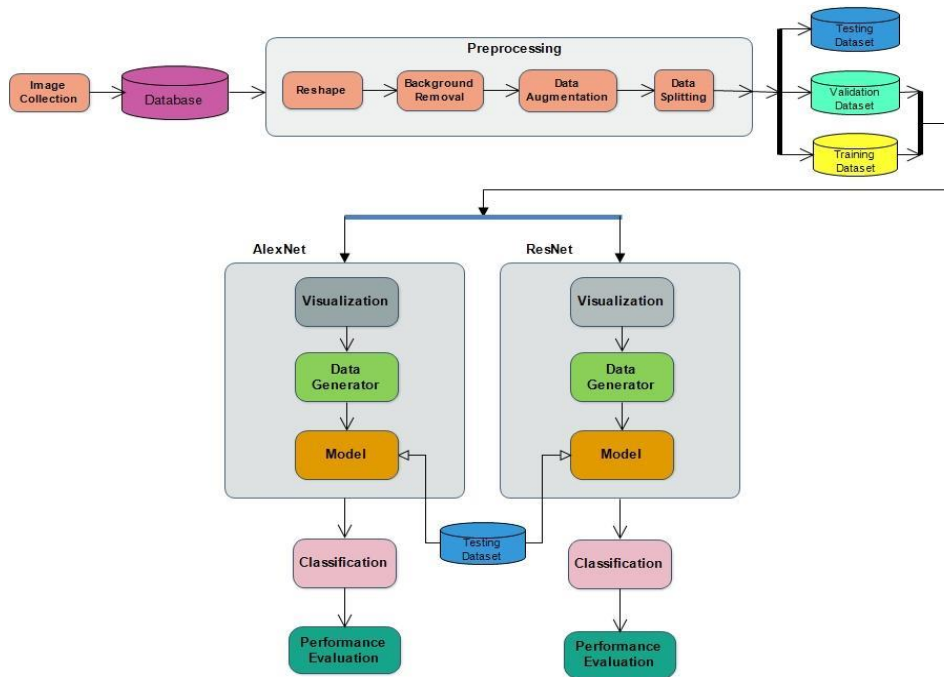 Preprocessing
Image
Collection
Database
Reshape
Background
Removal
Data
Augmentation
Data
Splitting
Testing
Dataset
Validation
Dataset
Training
Dataset
AlexNet
Visualization
Data
Generator
Model
Classification
Performance
Evaluation
Testing
Dataset
ResNet
Visualization
Data
Generator
Model
Classification
Performance
Evaluation